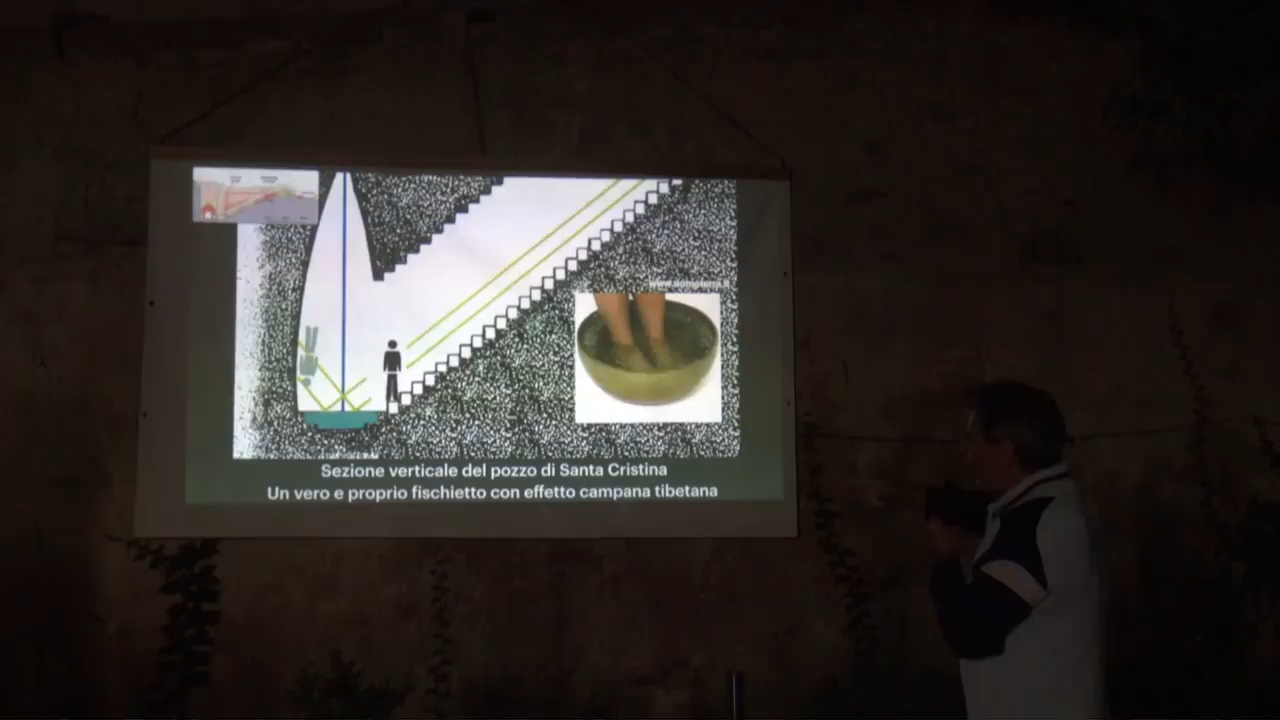 Sezione verticale del pozzo di Santa Cristina
Un vero e proprio fischietto con effetto campana tibetana